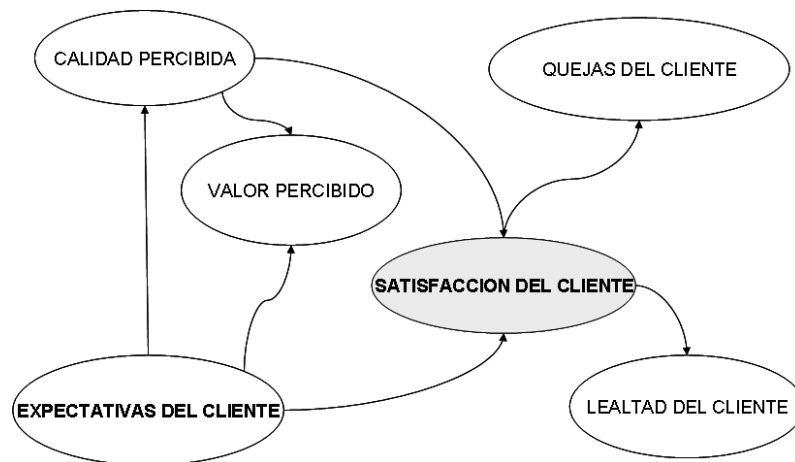 CALIDAD PERCIBIDA
QUEJAS DEL CLIENTE
VALOR PERCIBIDO
SATISFACCION DEL CLIENTE
EXPECTATIVAS DEL CLIENTE
LEALTAD DEL CLIENTE